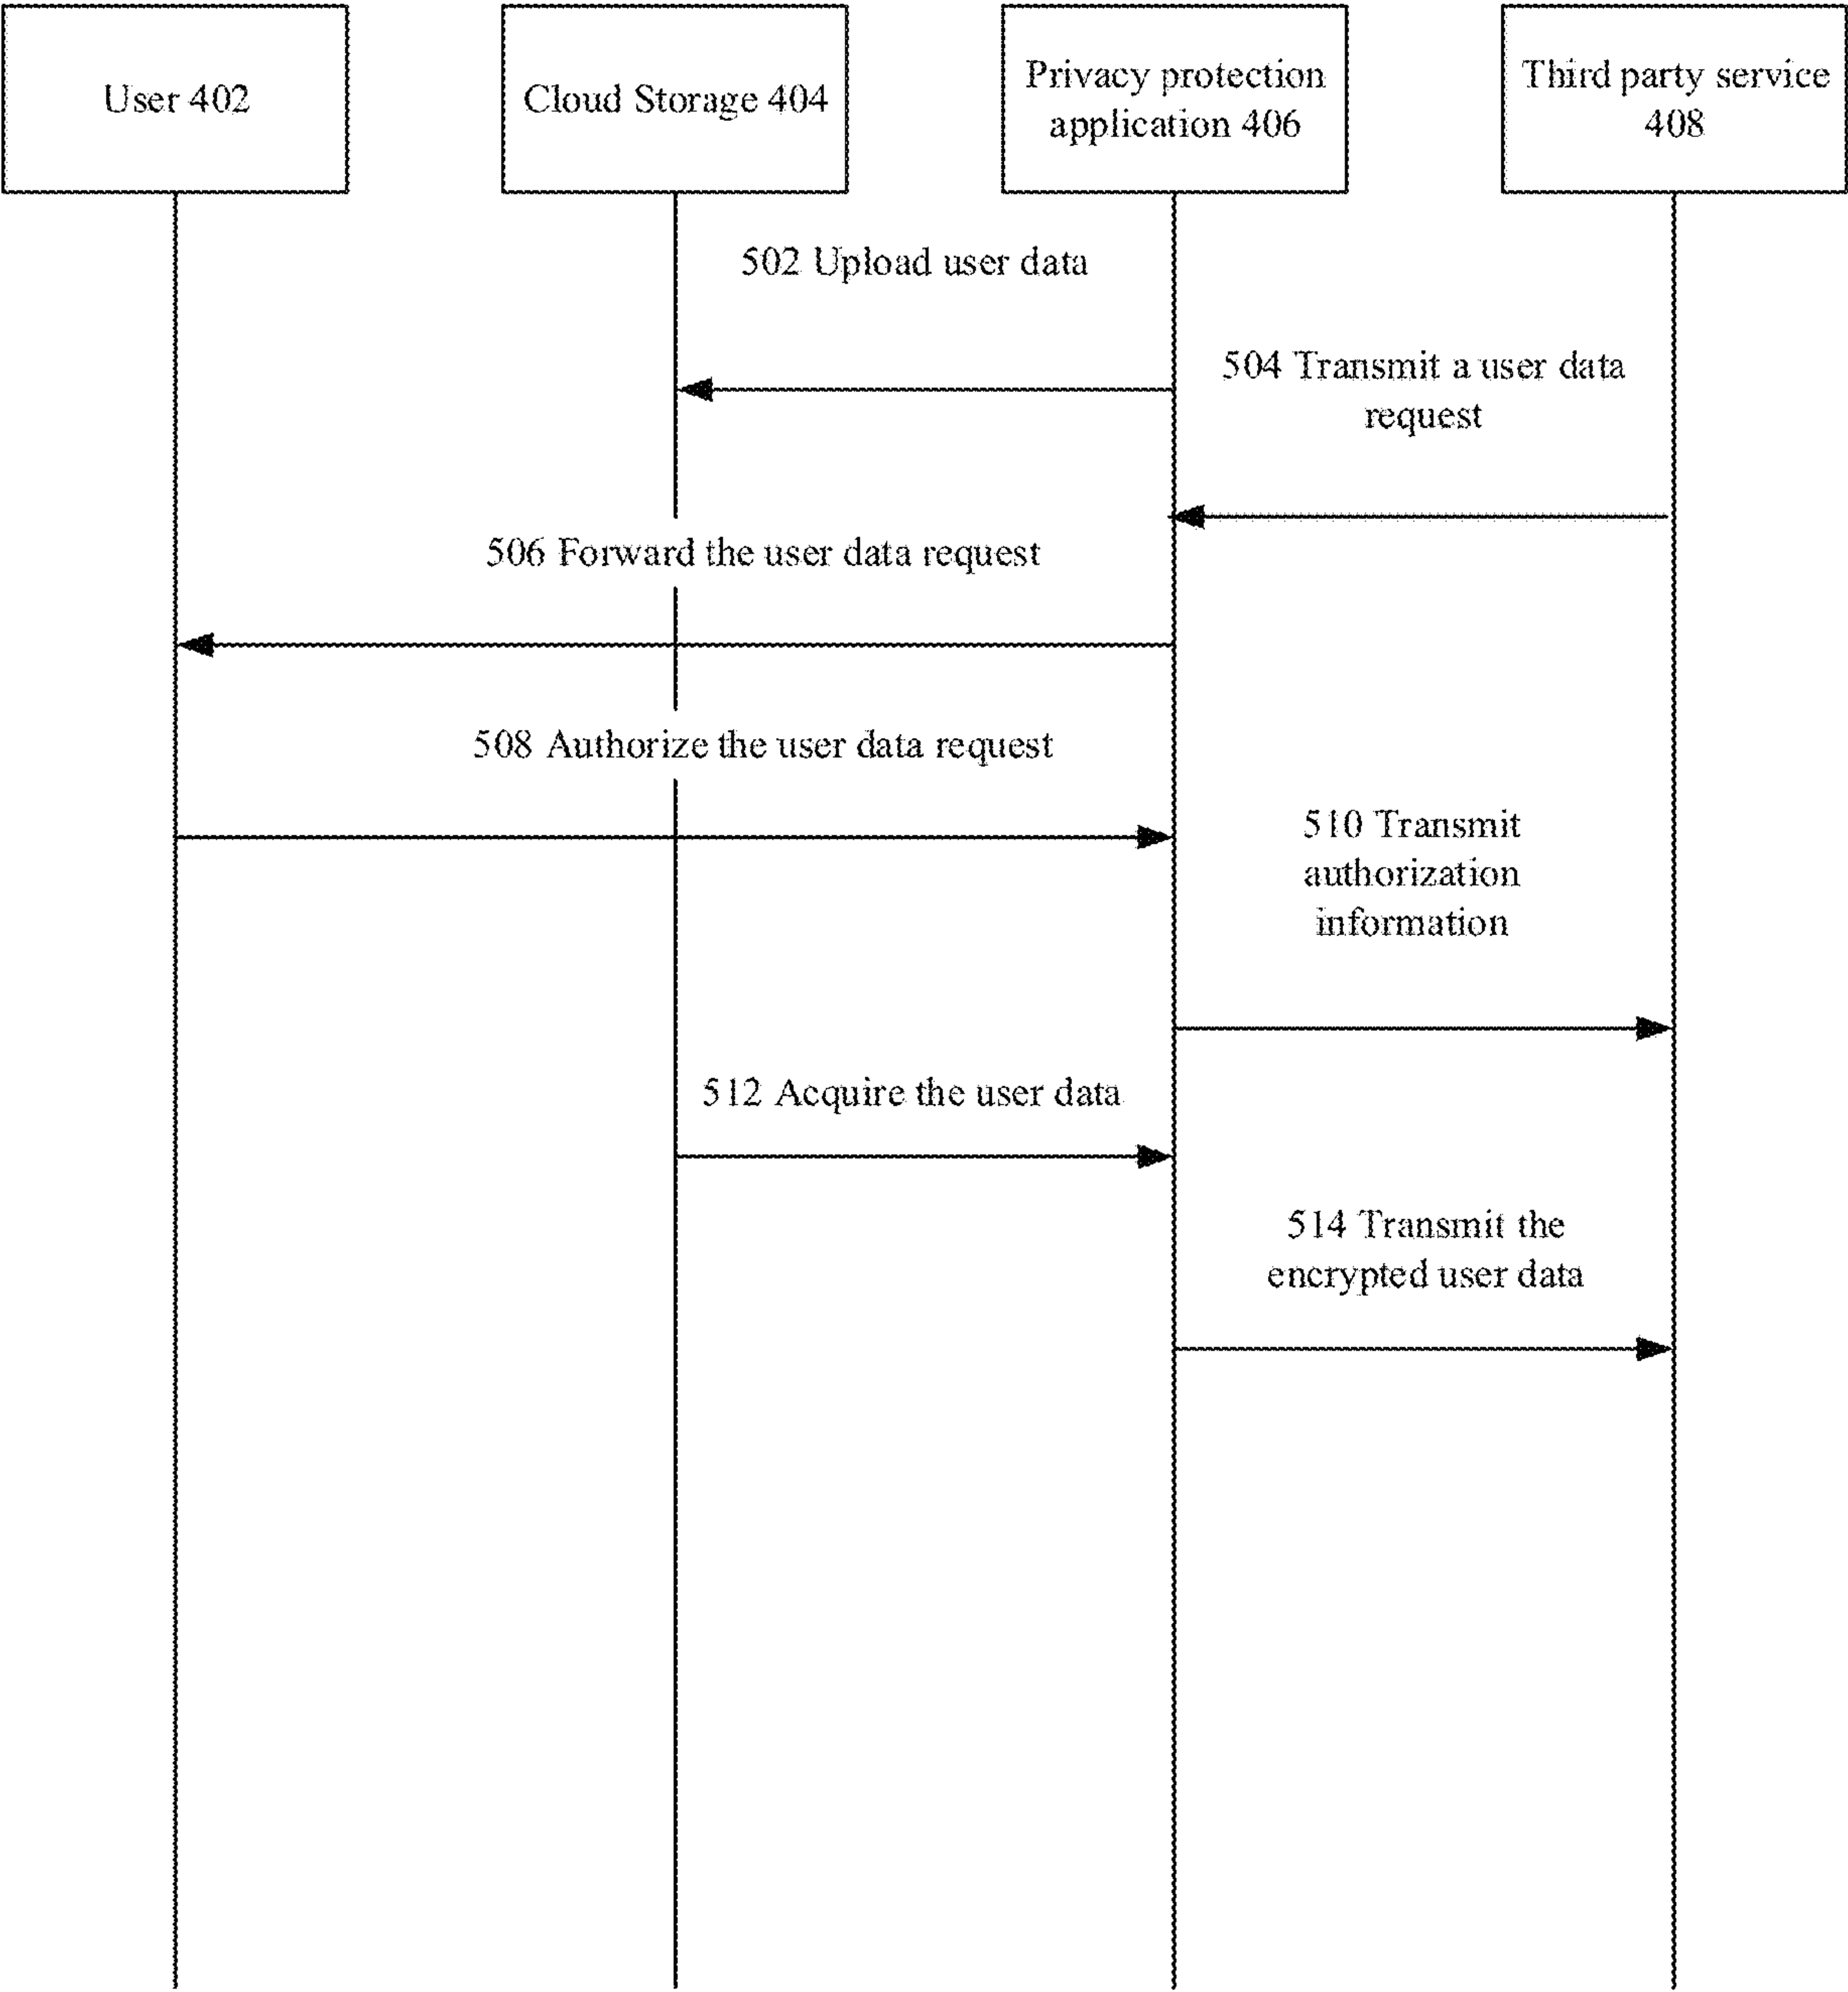 User 402
Cloud Storage 404
Privacy protection
application 406
Third party service
408
502 Upload user data
504 Transmit a user data
request
506 Forward the user data request
508 Authorize the user data request
510 Transmit
authorization
information
512 Acquire the user data
514 Transmit the
encrypted user data